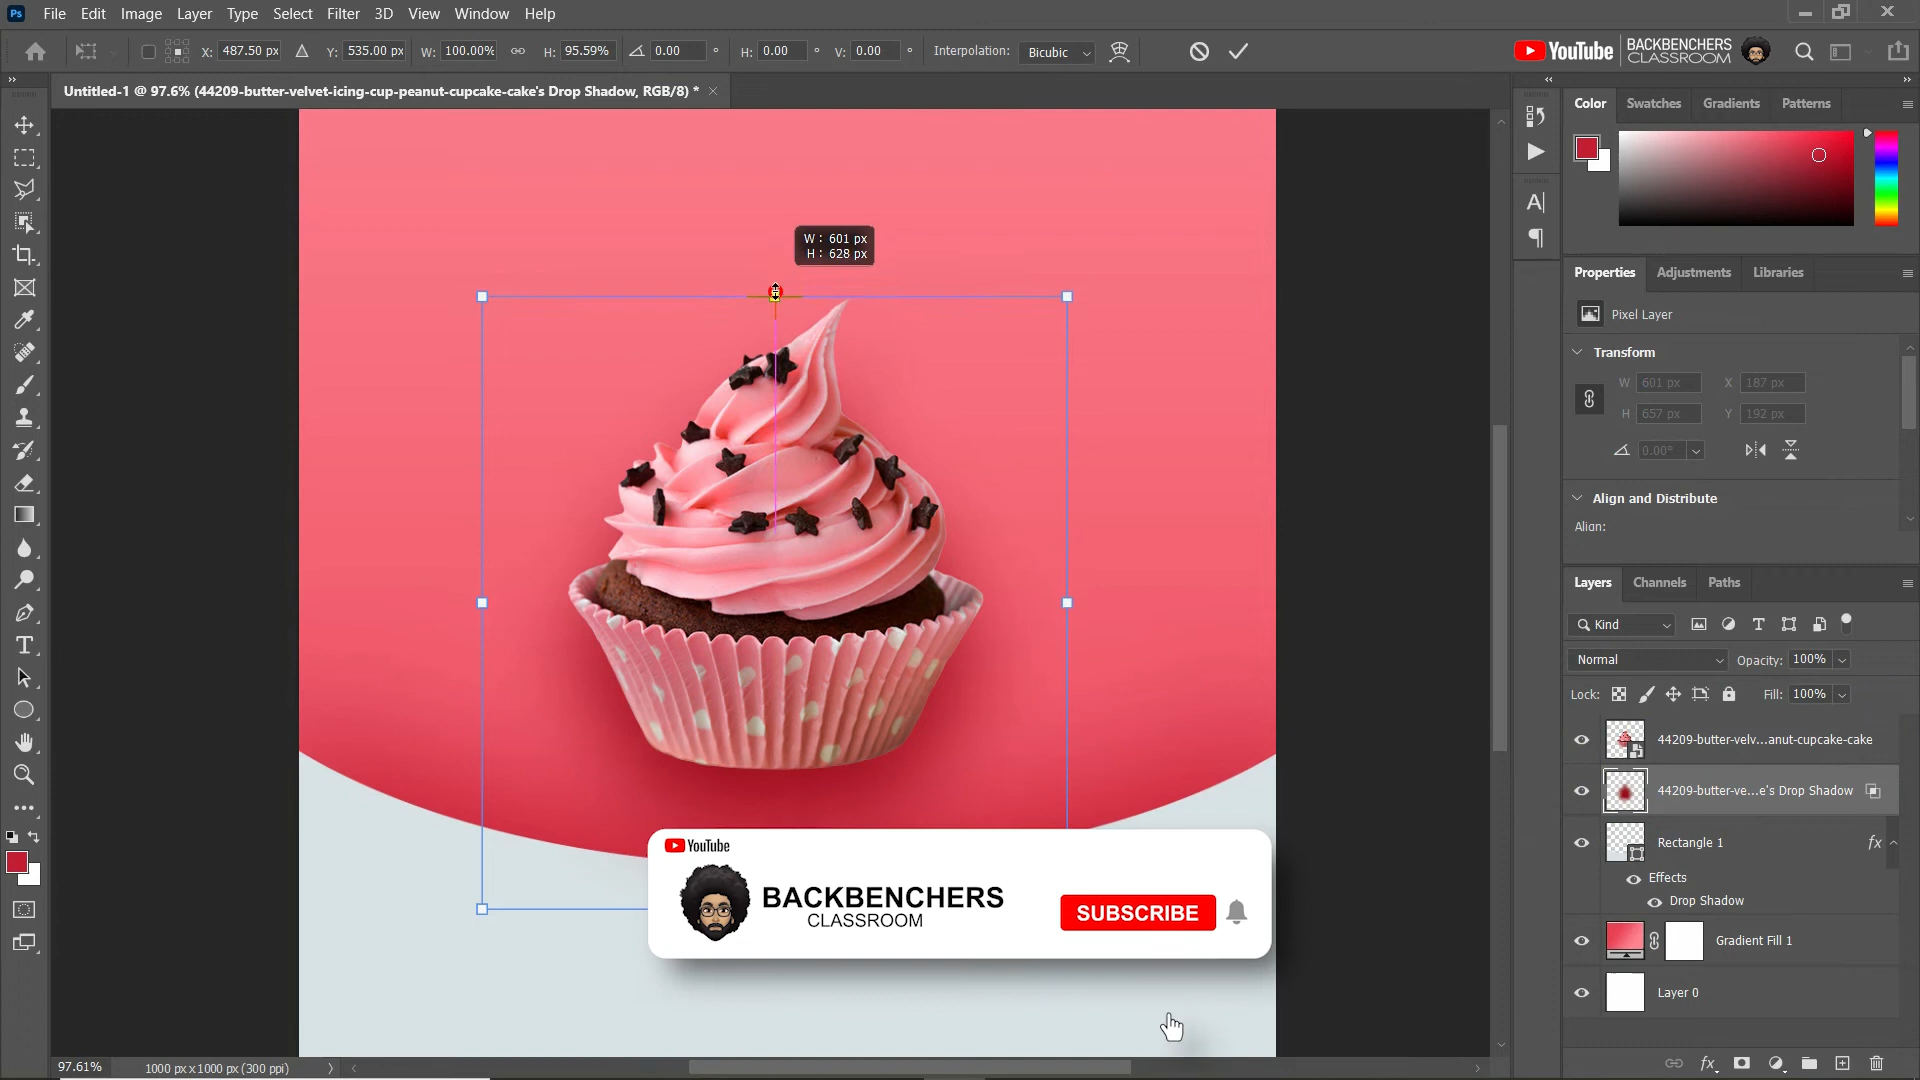 Ps File Edit Image Layer Type Select Filter 3D View Window Help
X: 487.50 px Y: 535.00 px W: 100.00% H: 95.59% 0.00 ° H: 0.00 ° V: 0.00 ° Interpolation: Bicubic
YouTube BACKBENCHERS CLASSROOM
Untitled-1 @ 97.6% (44209-butter-velvet-icing-cup-peanut-cupcake-cake's Drop Shadow, RGB/8) *
Color Swatches Gradients Patterns
W : 601 px
H : 628 px
Properties Adjustments Libraries
Pixel Layer
Transform
W 601 px X 187 px
H 657 px Y 192 px
0.00°
Align and Distribute
Align:
Layers Channels Paths
Kind
Normal Opacity: 100%
Lock: Fill: 100%
44209-butter-velv...anut-cupcake-cake
44209-butter-ve...e's Drop Shadow
Rectangle 1 fx
Effects
Drop Shadow
Gradient Fill 1
Layer 0
YouTube
BACKBENCHERS
CLASSROOM
SUBSCRIBE
97.61% 1000 px x 1000 px (300 ppi)
fx